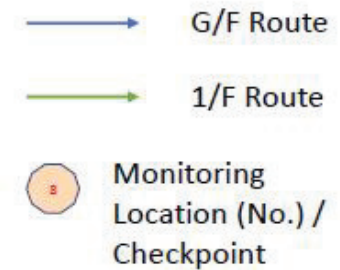 G/F Route
1/F Route
Monitoring
Location (No.) /
Checkpoint